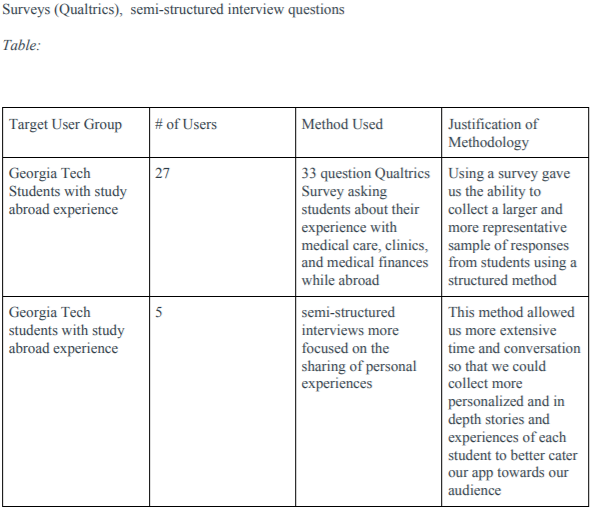 Surveys (Qualtrics),  semi-structured interview questions
Table:
Target User Group
# of Users
Method Used
Justification of
Methodology
Georgia Tech
Students with study
abroad experience
27
33 question Qualtrics
Survey asking
students about their
experience with
medical care, clinics,
and medical finances
while abroad
Using a survey gave
us the ability to
collect a larger and
more representative
sample of responses
from students using a
structured method
Georgia Tech
students with study
abroad experience
5
semi-structured
interviews more
focused on the
sharing of personal
experiences
This method allowed
us more extensive
time and conversation
so that we could
collect more
personalized and in
depth stories and
experiences of each
student to better cater
our app towards our
audience